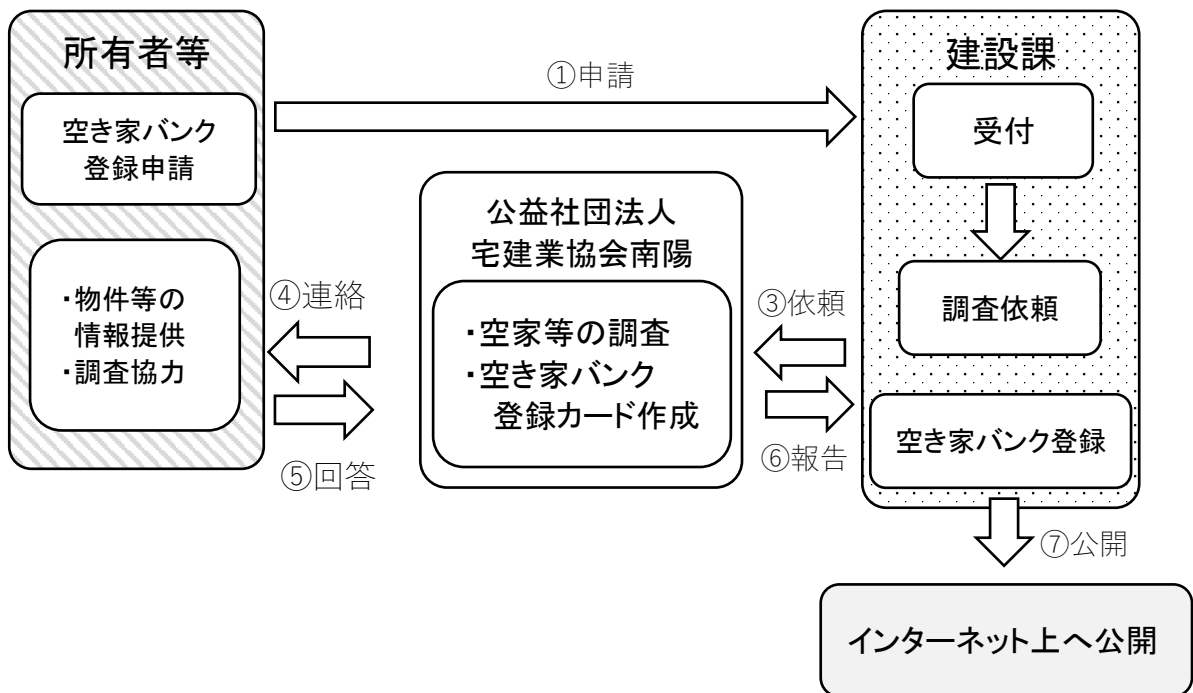 所有者等
空き家バンク
登録申請
・物件等の
情報提供
・調査協力
①申請
建設課
受付
調査依頼
空き家バンク登録
公益社団法人
宅建業協会南陽
・空家等の調査
・空き家バンク
登録カード作成
③依頼
④連絡
⑤回答
⑥報告
⑦公開
インターネット上へ公開